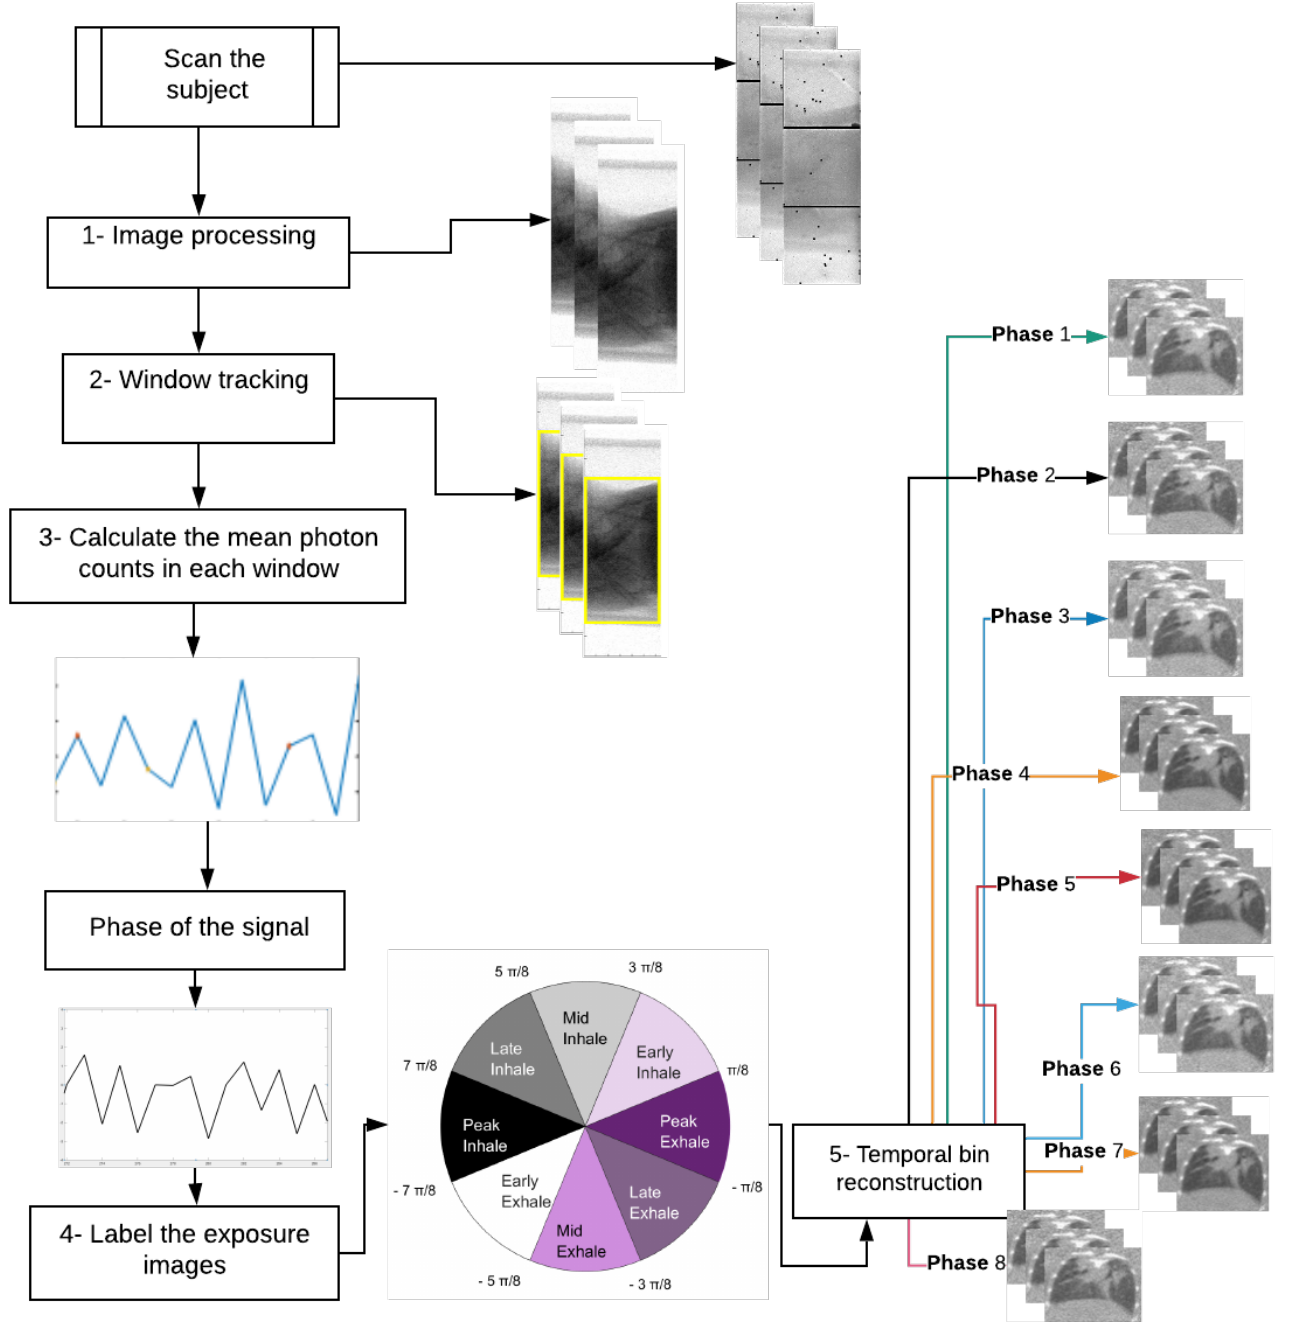 Scan the
subject
1- Image processing
2- Window tracking
3- Calculate the mean photon
counts in each window
Phase of the signal
4- Label the exposure
images
5 π/8
3 π/8
Mid
Inhale
Late
Inhale
Early
Inhale
7 π/8
π/8
Peak
Inhale
Peak
Exhale
- 7 π/8
- π/8
Early
Exhale
Late
Exhale
Mid
Exhale
- 5 π/8
- 3 π/8
5- Temporal bin
reconstruction
Phase 1
Phase 2
Phase 3
Phase 4
Phase 5
Phase 6
Phase 7
Phase 8